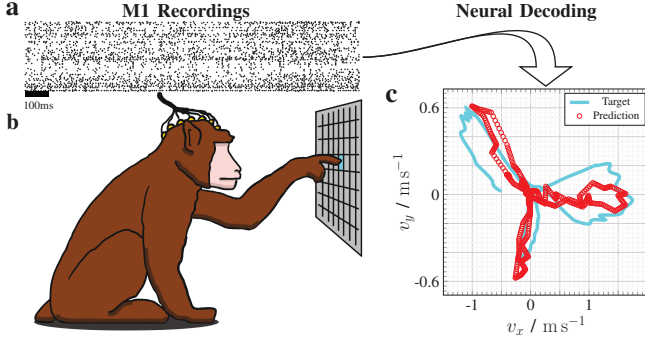 a
M1 Recordings
Neural Decoding
100ms
b
c
Target
Prediction
0.6
0
-0.6
v_y / m s⁻¹
-1
0
1
v_x / m s⁻¹